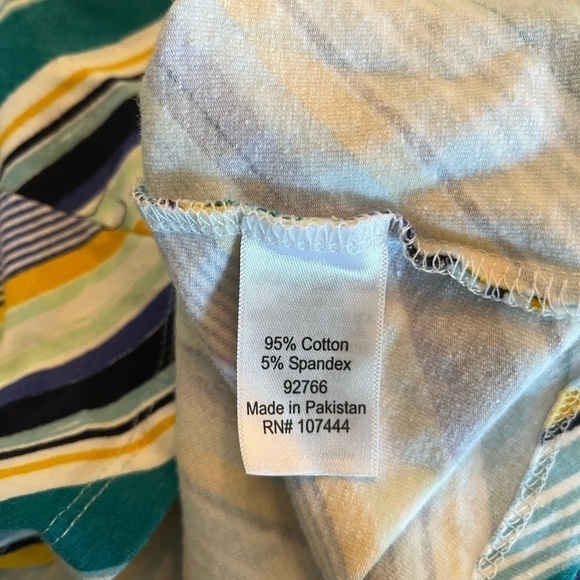 95% Cotton
5% Spandex
92766
Made in Pakistan
RN# 107444